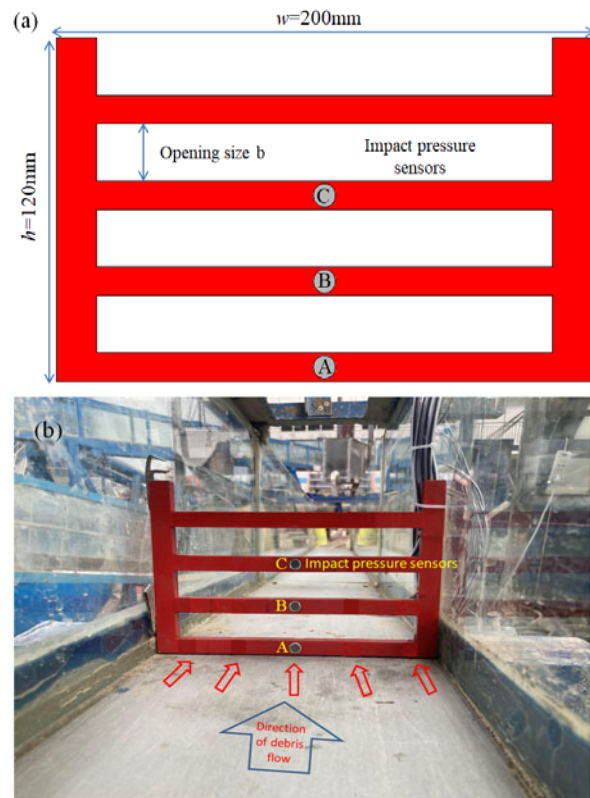 (a)
w=200mm
h=120mm
Opening size b
Impact pressure
sensors
C
B
A
(b)
C Impact pressure sensors
B
A
Direction
of debris
flow